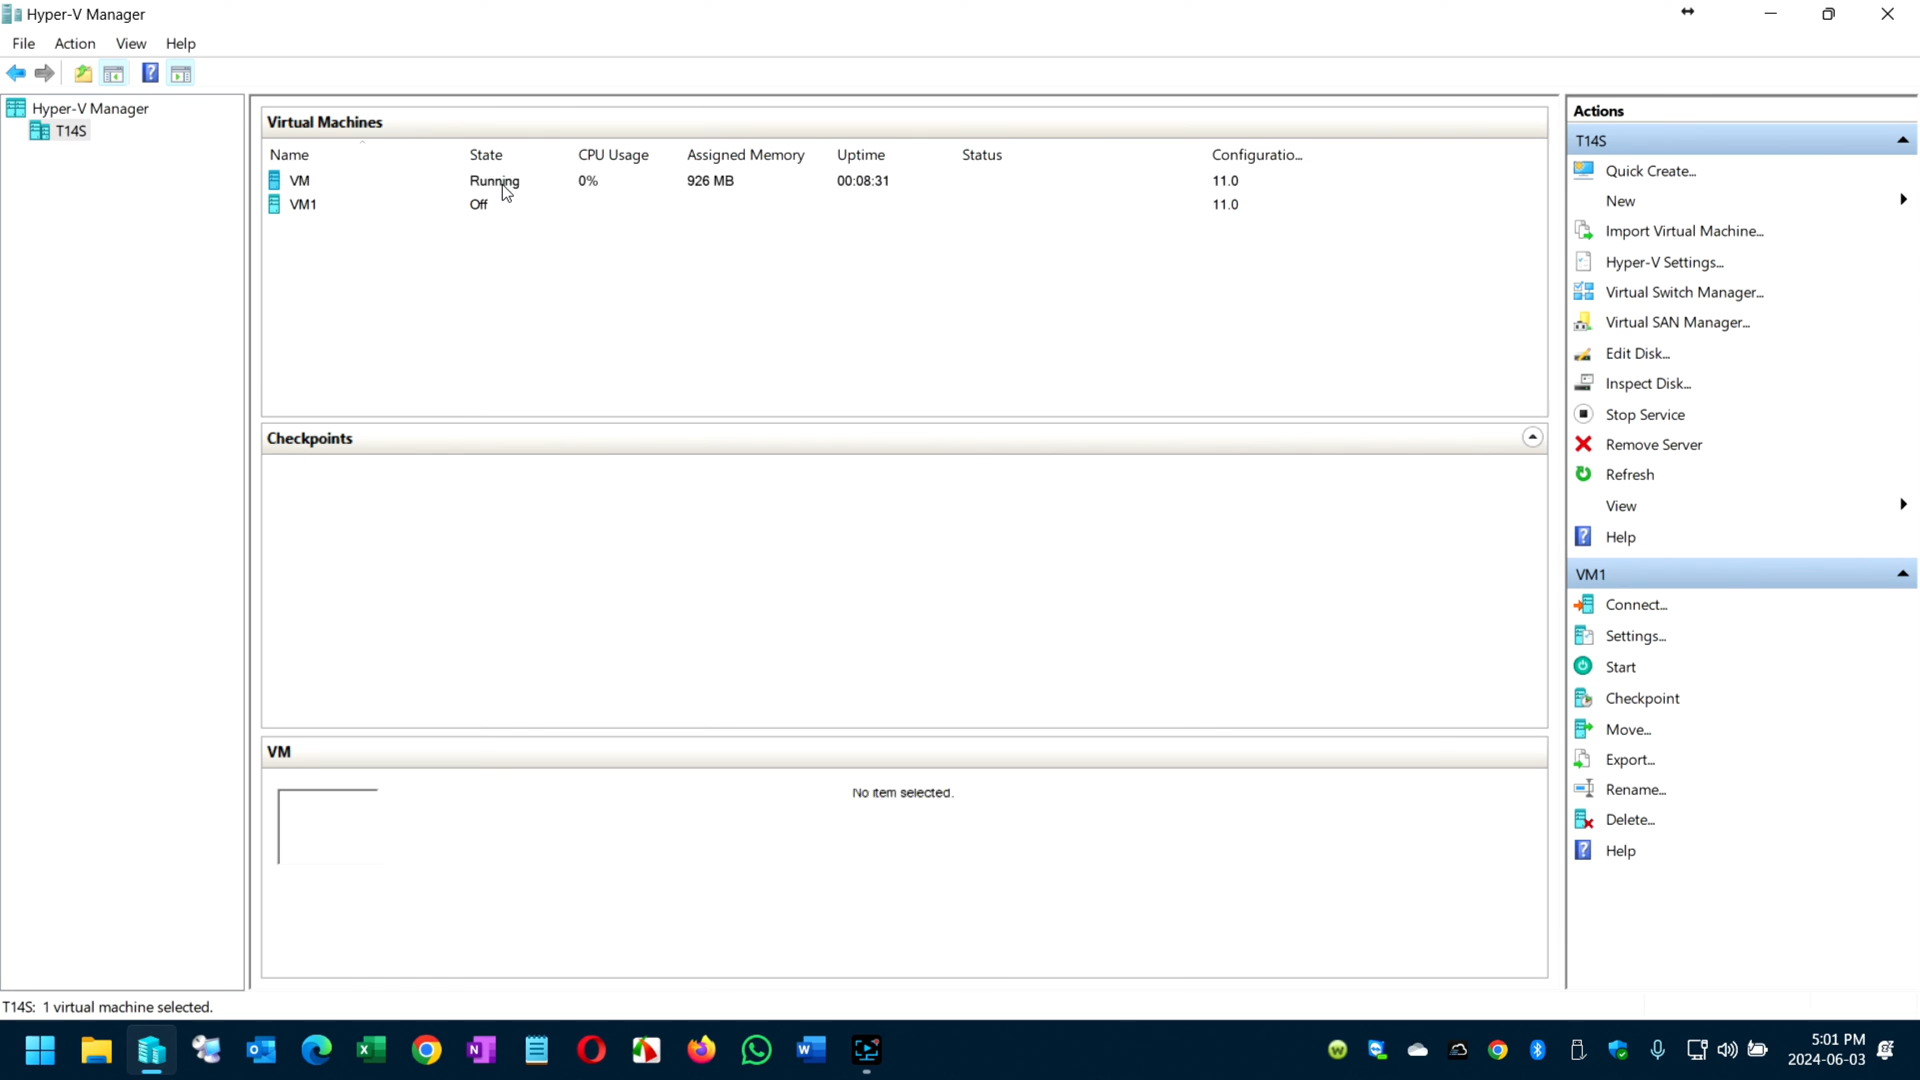 Hyper-V Manager
File Action View Help
Hyper-V Manager
T14S
Virtual Machines
Name State CPU Usage Assigned Memory Uptime Status Configuratio...
VM Running 0% 926 MB 00:08:31 11.0
VM1 Off 11.0
Checkpoints
VM
No item selected.
Actions
T14S
Quick Create...
New
Import Virtual Machine...
Hyper-V Settings...
Virtual Switch Manager...
Virtual SAN Manager...
Edit Disk...
Inspect Disk...
Stop Service
Remove Server
Refresh
View
Help
VM1
Connect...
Settings...
Start
Checkpoint
Move...
Export...
Rename...
Delete...
Help
T14S: 1 virtual machine selected.
5:01 PM
2024-06-03